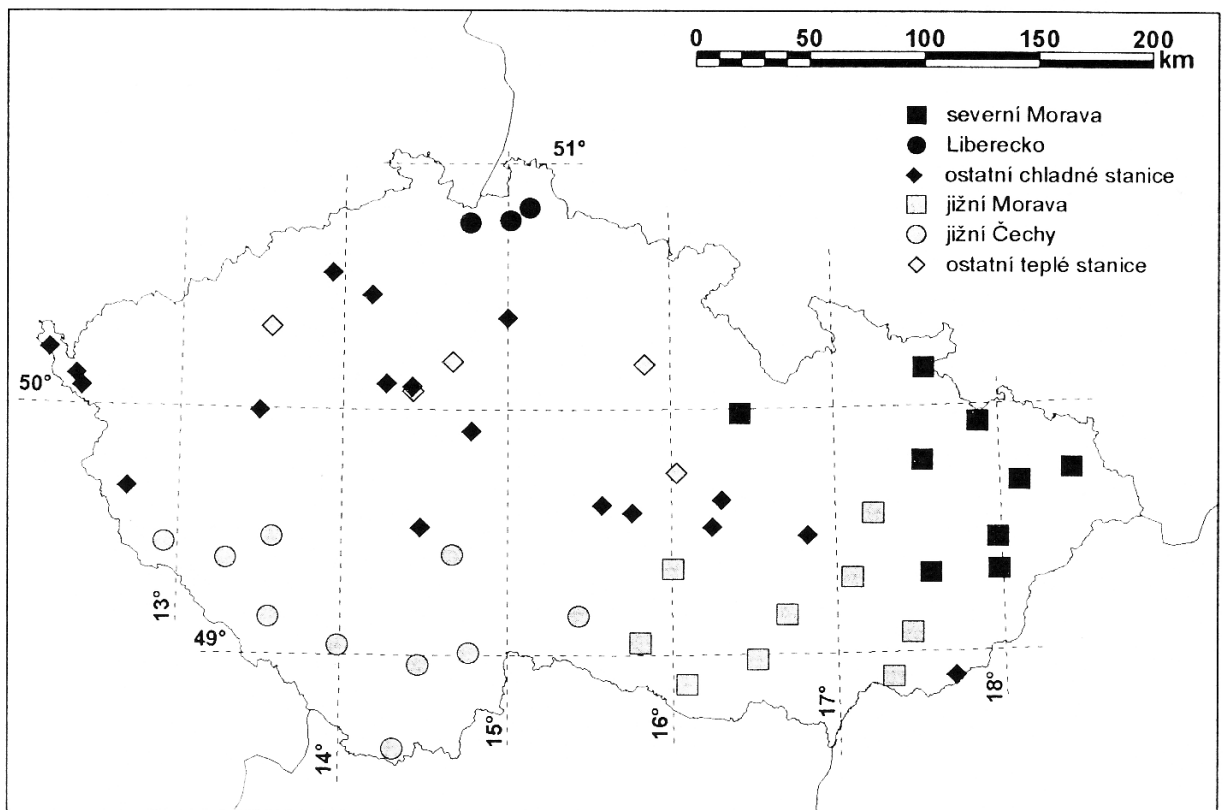 0 50 100 150 200
km
severní Morava
Liberecko
ostatní chladné stanice
jižní Morava
jižní Čechy
ostatní teplé stanice
51°
50°
49°
13°
14°
15°
16°
17°
18°